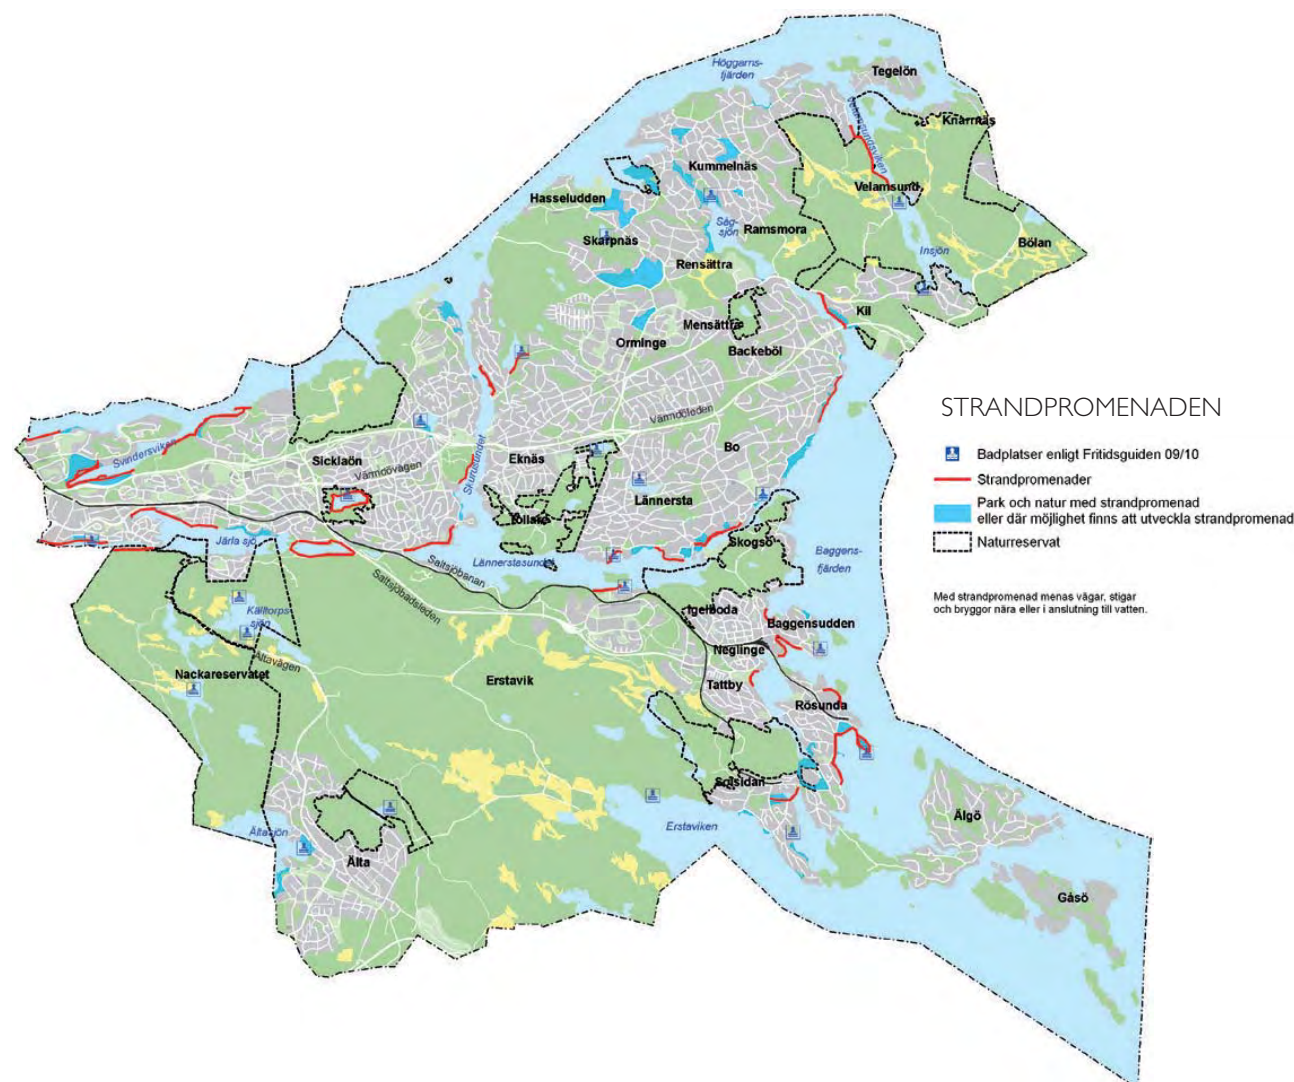 Höggarns-
fjärden
Tegelön
Velamsundsviken
Knarrnäs
Kummelnäs
Velamsund
Hasseludden
Såg-
sjön
Ramsmora
Skarpnäs
Bölan
Insjön
Rensättra
Kil
Mensättra
Orminge
Backeböl
STRANDPROMENADEN
Värmdöleden
Svindersviken
Bo
Badplatser enligt Fritidsguiden 09/10
Sicklaön
Eknäs
Värmdövägen
Skurusundet
Strandpromenader
Lännersta
Park och natur med strandpromenad
eller där möjlighet finns att utveckla strandpromenad
Kollare
Järla sjö
Skogsö
Naturreservat
Lännerstasundet
Baggens-
fjärden
Saltsjöbanan
Saltsjöbadsleden
Med strandpromenad menas vägar, stigar
och bryggor nära eller i anslutning till vatten.
Källtorps
sjön
Igelboda
Baggensudden
Neglinge
Ältavägen
Nackareservatet
Erstavik
Tattby
Rösunda
Solsidan
Erstaviken
Ältasjön
Älgö
Älta
Gåsö